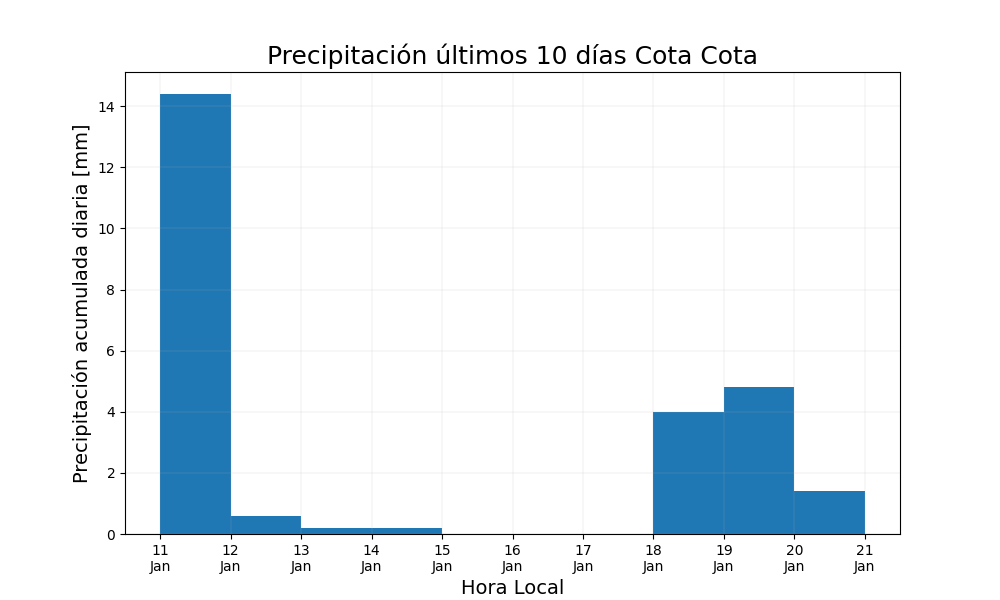 Precipitación últimos 10 días Cota Cota
Precipitación acumulada diaria [mm]
14
12
10
8
6
4
2
0
11 12 13 14 15 16 17 18 19 20 21
Jan Jan Jan Jan Jan Jan Jan Jan Jan Jan Jan
Hora Local